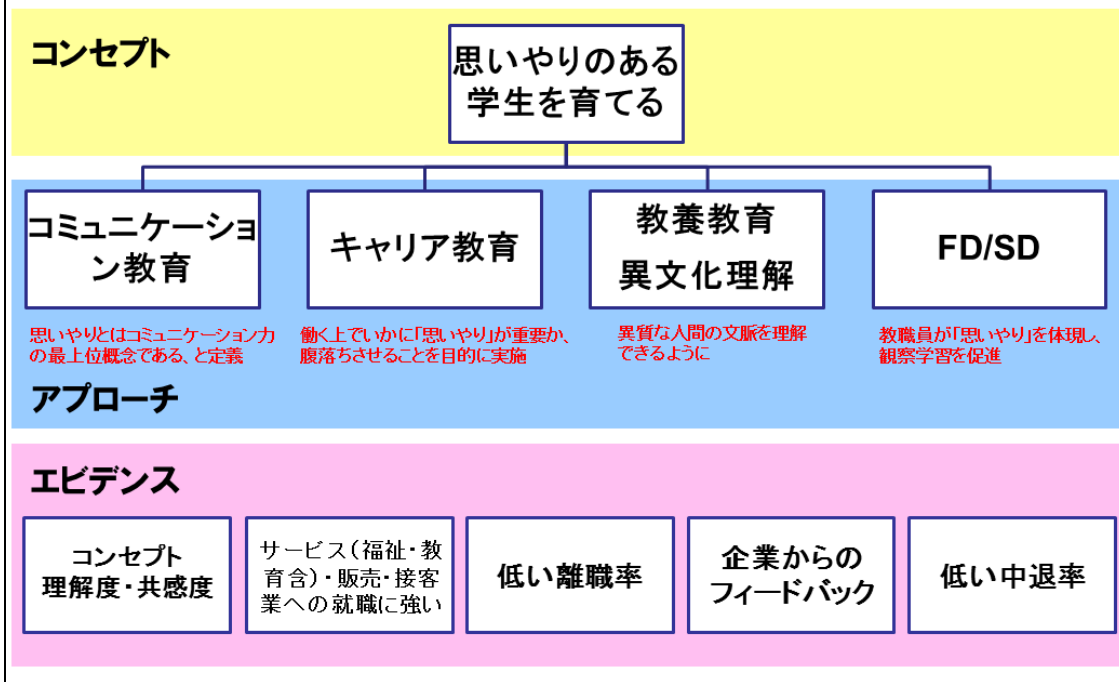 コンセプト
思いやりのある
学生を育てる
コミュニケーショ
ン教育
キャリア教育
教養教育
異文化理解
FD/SD
思いやりとはコミュニケーション力
の最上位概念である、と定義
働く上でいかに「思いやり」が重要か、
腹落ちさせることを目的に実施
異質な人間の文脈を理解
できるように
教職員が「思いやり」を体現し、
観察学習を促進
アプローチ
エビデンス
コンセプト
理解度・共感度
サービス(福祉・教
育含)・販売・接客
業への就職に強い
低い離職率
企業からの
フィードバック
低い中退率